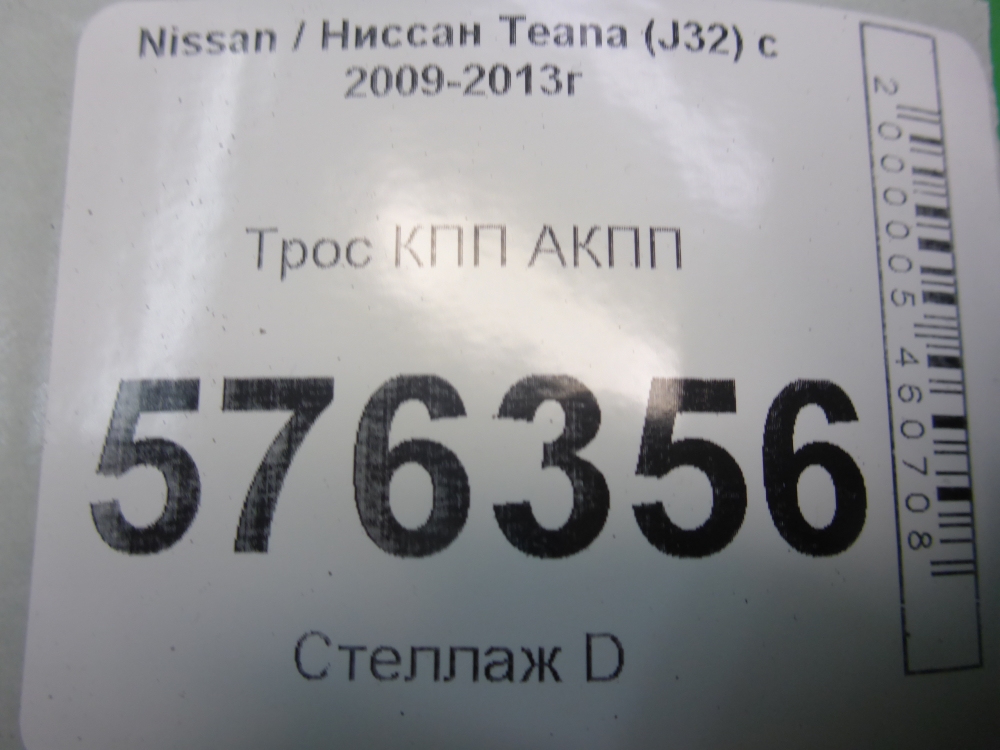 Nissan / Ниссан Teana (J32) с
2009-2013г
Трос КПП АКПП
576356
Стеллаж D
2000005460708